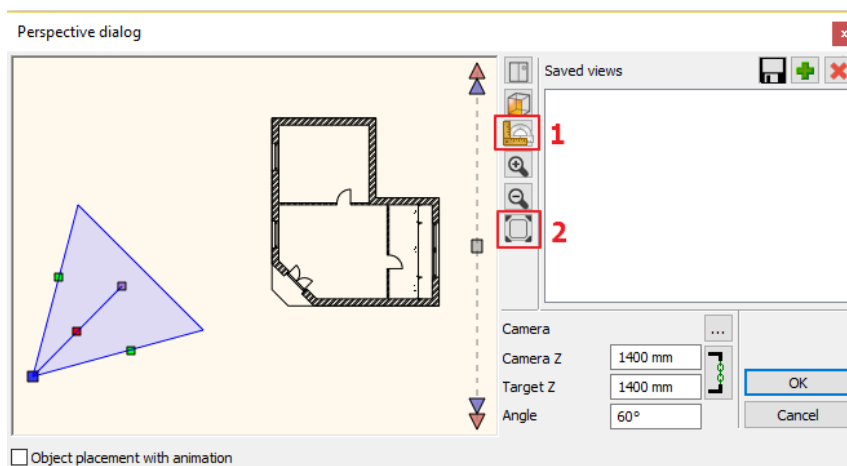 Perspective dialog
x
Saved views
1
2
Camera
...
Camera Z 1400 mm
Target Z 1400 mm
Angle 60°
OK
Cancel
Object placement with animation